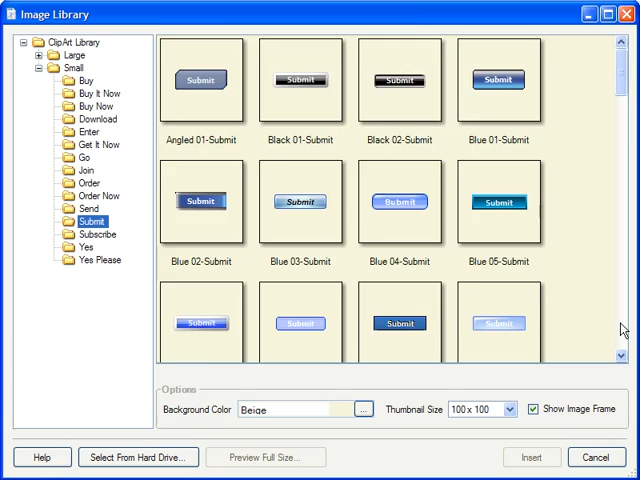 Image Library
ClipArt Library
Large
Small
Buy
Buy It Now
Buy Now
Download
Enter
Get It Now
Go
Join
Order
Order Now
Send
Submit
Subscribe
Yes
Yes Please
Submit Submit Submit Submit
Angled 01-Submit Black 01-Submit Black 02-Submit Blue 01-Submit
Submit Submit Submit Submit
Blue 02-Submit Blue 03-Submit Blue 04-Submit Blue 05-Submit
Submit Submit Submit Submit
Options
Background Color Beige ... Thumbnail Size 100 x 100 Show Image Frame
Help Select From Hard Drive... Preview Full Size... Insert Cancel